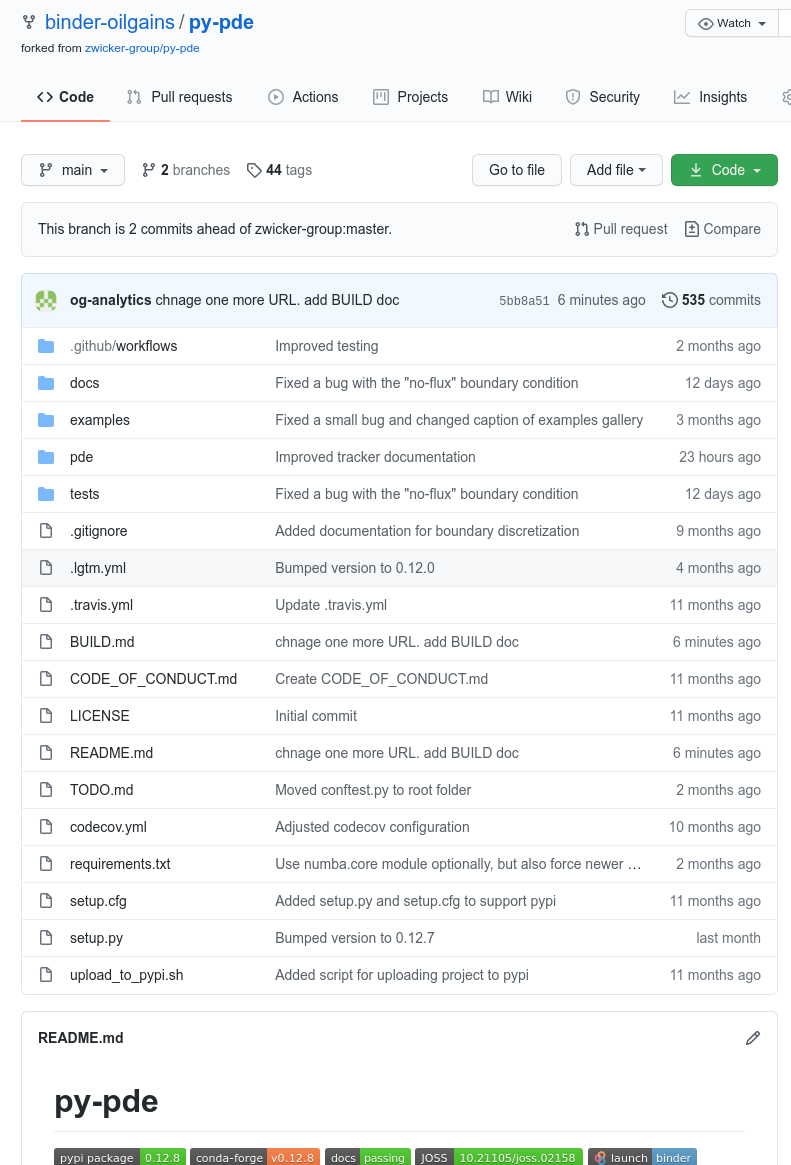 binder-oilgains / py-pde
Watch
forked from zwicker-group/py-pde
Code Pull requests Actions Projects Wiki Security Insights
main 2 branches 44 tags Go to file Add file Code
This branch is 2 commits ahead of zwicker-group:master. Pull request Compare
og-analytics chnage one more URL. add BUILD doc 5bb8a51 6 minutes ago 535 commits
.github/workflows Improved testing 2 months ago
docs Fixed a bug with the "no-flux" boundary condition 12 days ago
examples Fixed a small bug and changed caption of examples gallery 3 months ago
pde Improved tracker documentation 23 hours ago
tests Fixed a bug with the "no-flux" boundary condition 12 days ago
.gitignore Added documentation for boundary discretization 9 months ago
.lgtm.yml Bumped version to 0.12.0 4 months ago
.travis.yml Update .travis.yml 11 months ago
BUILD.md chnage one more URL. add BUILD doc 6 minutes ago
CODE_OF_CONDUCT.md Create CODE_OF_CONDUCT.md 11 months ago
LICENSE Initial commit 11 months ago
README.md chnage one more URL. add BUILD doc 6 minutes ago
TODO.md Moved conftest.py to root folder 2 months ago
codecov.yml Adjusted codecov configuration 10 months ago
requirements.txt Use numba.core module optionally, but also force newer … 2 months ago
setup.cfg Added setup.py and setup.cfg to support pypi 11 months ago
setup.py Bumped version to 0.12.7 last month
upload_to_pypi.sh Added script for uploading project to pypi 11 months ago
README.md
py-pde
pypi package 0.12.8 conda-forge v0.12.8 docs passing JOSS 10.21105/joss.02158 launch binder